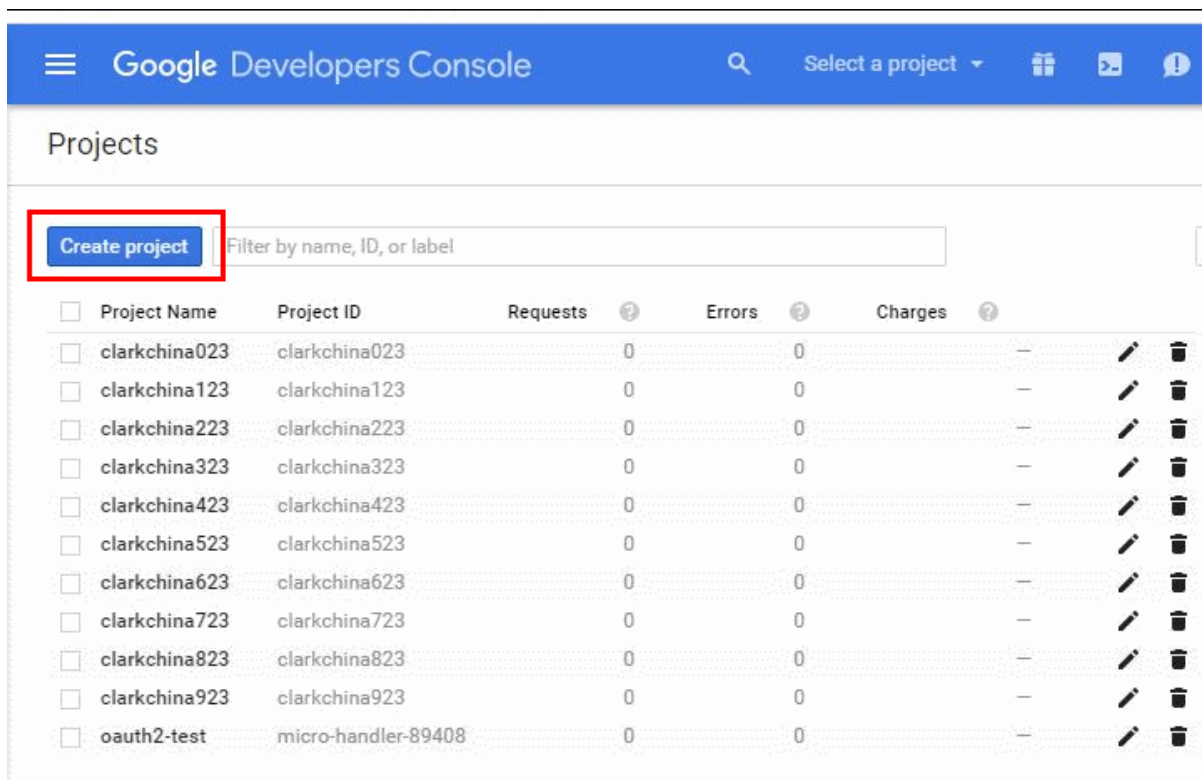 Google Developers Console Select a project
Projects
Create project Filter by name, ID, or label
Project Name Project ID Requests ? Errors ? Charges ?
clarkchina023 clarkchina023 0 0 —
clarkchina123 clarkchina123 0 0 —
clarkchina223 clarkchina223 0 0 —
clarkchina323 clarkchina323 0 0 —
clarkchina423 clarkchina423 0 0 —
clarkchina523 clarkchina523 0 0 —
clarkchina623 clarkchina623 0 0 —
clarkchina723 clarkchina723 0 0 —
clarkchina823 clarkchina823 0 0 —
clarkchina923 clarkchina923 0 0 —
oauth2-test micro-handler-89408 0 0 —